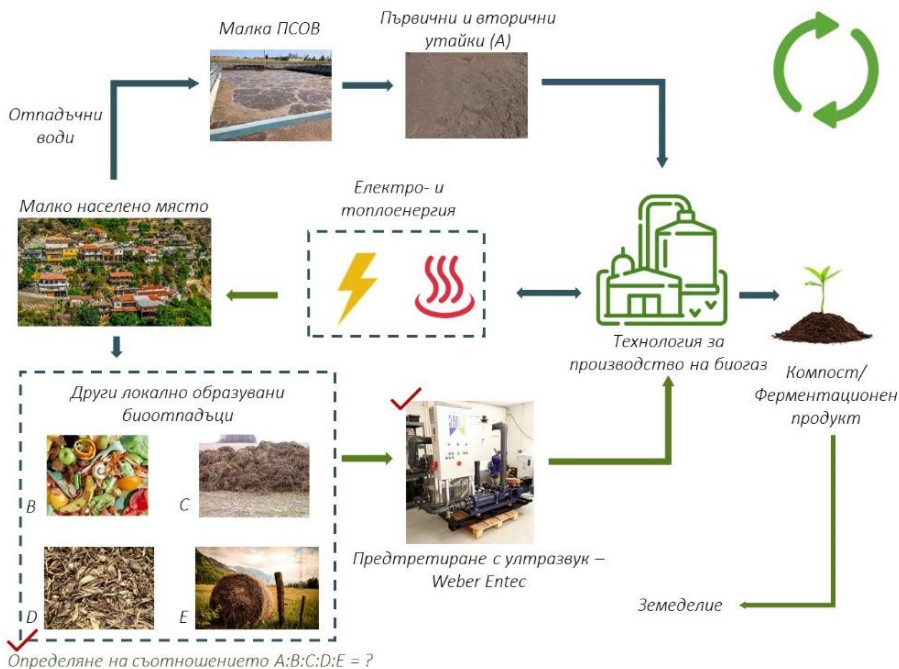 Малка ПСОВ
Първични и вторични
утайки (А)
Отпадъчни
води
Малко населено място
Електро- и
топлоенергия
Технология за
производство на биогаз
Компост/
Ферментационен
продукт
Други локално образувани
биоотпадъци
B
C
D
E
Предтретиране с ултразвук –
Weber Entec
Земеделие
Определяне на съотношението A:B:C:D:E = ?